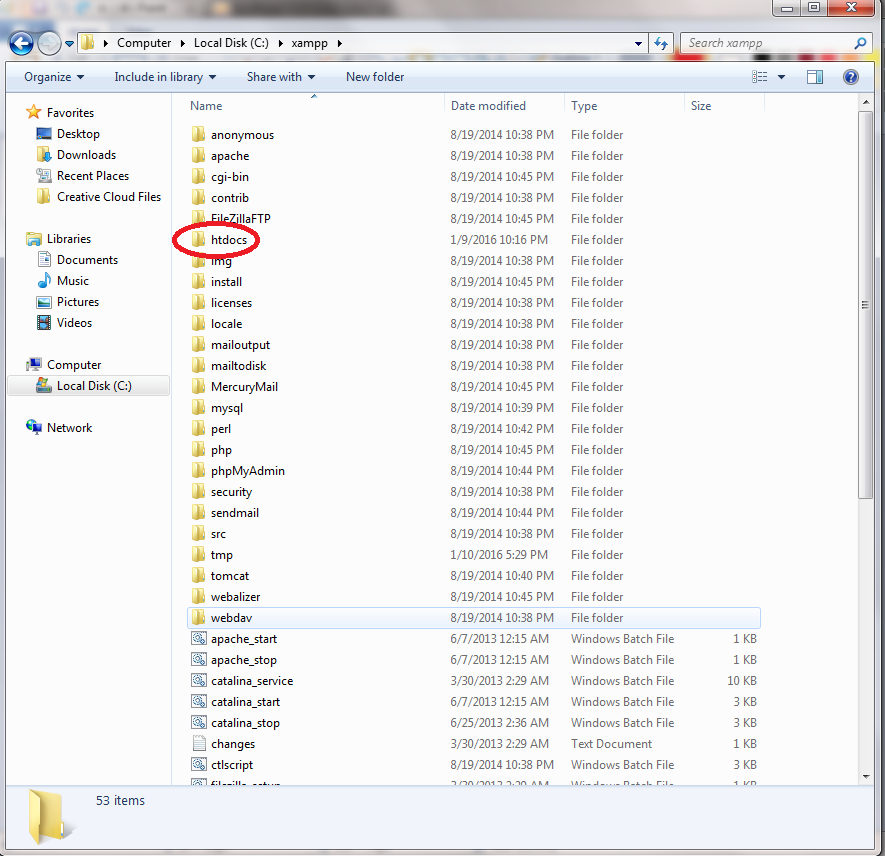 Computer Local Disk (C:) xampp Search xampp
Organize Include in library Share with New folder
Favorites
Desktop
Downloads
Recent Places
Creative Cloud Files
Libraries
Documents
Music
Pictures
Videos
Computer
Local Disk (C:)
Network
Name Date modified Type Size
anonymous 8/19/2014 10:38 PM File folder
apache 8/19/2014 10:38 PM File folder
cgi-bin 8/19/2014 10:45 PM File folder
contrib 8/19/2014 10:38 PM File folder
FileZillaFTP 8/19/2014 10:45 PM File folder
htdocs 1/9/2016 10:16 PM File folder
img 8/19/2014 10:38 PM File folder
install 8/19/2014 10:45 PM File folder
licenses 8/19/2014 10:38 PM File folder
locale 8/19/2014 10:38 PM File folder
mailoutput 8/19/2014 10:38 PM File folder
mailtodisk 8/19/2014 10:38 PM File folder
MercuryMail 8/19/2014 10:45 PM File folder
mysql 8/19/2014 10:39 PM File folder
perl 8/19/2014 10:42 PM File folder
php 8/19/2014 10:45 PM File folder
phpMyAdmin 8/19/2014 10:44 PM File folder
security 8/19/2014 10:38 PM File folder
sendmail 8/19/2014 10:44 PM File folder
src 8/19/2014 10:38 PM File folder
tmp 1/10/2016 5:29 PM File folder
tomcat 8/19/2014 10:40 PM File folder
webalizer 8/19/2014 10:45 PM File folder
webdav 8/19/2014 10:38 PM File folder
apache_start 6/7/2013 12:15 AM Windows Batch File 1 KB
apache_stop 6/7/2013 12:15 AM Windows Batch File 1 KB
catalina_service 3/30/2013 2:29 AM Windows Batch File 10 KB
catalina_start 6/7/2013 12:15 AM Windows Batch File 3 KB
catalina_stop 6/25/2013 2:36 AM Windows Batch File 3 KB
changes 3/30/2013 2:29 AM Text Document 1 KB
ctlscript 8/19/2014 10:38 PM Windows Batch File 3 KB
53 items